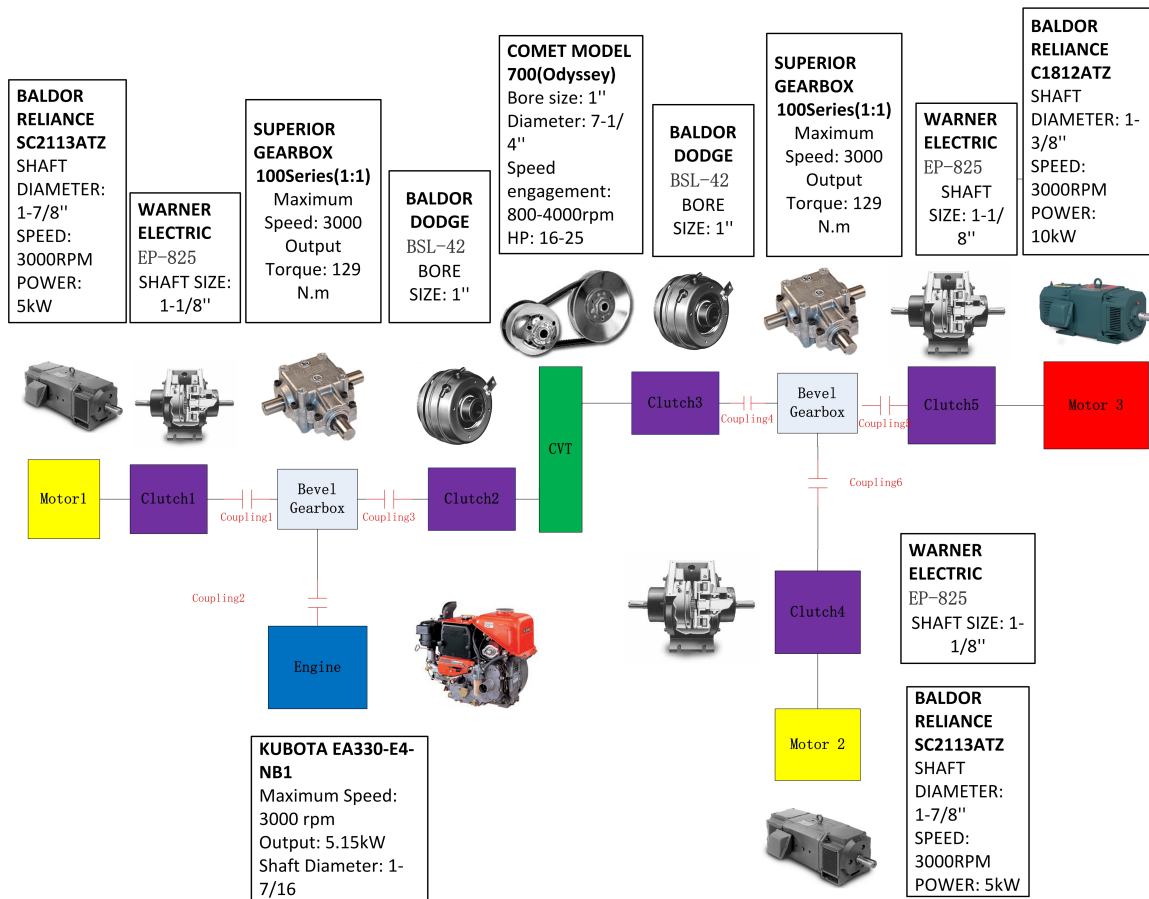 BALDOR
RELIANCE
SC2113ATZ
SHAFT
DIAMETER:
1-7/8''
SPEED:
3000RPM
POWER:
5kW
WARNER
ELECTRIC
EP-825
SHAFT SIZE:
1-1/8''
SUPERIOR
GEARBOX
100Series(1:1)
Maximum
Speed: 3000
Output
Torque: 129
N.m
BALDOR
DODGE
BSL-42
BORE
SIZE: 1''
COMET MODEL
700(Odyssey)
Bore size: 1''
Diameter: 7-1/
4''
Speed
engagement:
800-4000rpm
HP: 16-25
BALDOR
DODGE
BSL-42
BORE
SIZE: 1''
SUPERIOR
GEARBOX
100Series(1:1)
Maximum
Speed: 3000
Output
Torque: 129
N.m
WARNER
ELECTRIC
EP-825
SHAFT
SIZE: 1-1/
8''
BALDOR
RELIANCE
C1812ATZ
SHAFT
DIAMETER: 1-
3/8''
SPEED:
3000RPM
POWER:
10kW
Motor1
Clutch1
Coupling1
Bevel
Gearbox
Coupling3
Clutch2
CVT
Clutch3
Coupling4
Bevel
Gearbox
Coupling5
Clutch5
Motor 3
Coupling2
Engine
Coupling6
Clutch4
Motor 2
WARNER
ELECTRIC
EP-825
SHAFT SIZE: 1-
1/8''
KUBOTA EA330-E4-
NB1
Maximum Speed:
3000 rpm
Output: 5.15kW
Shaft Diameter: 1-
7/16
BALDOR
RELIANCE
SC2113ATZ
SHAFT
DIAMETER:
1-7/8''
SPEED:
3000RPM
POWER: 5kW